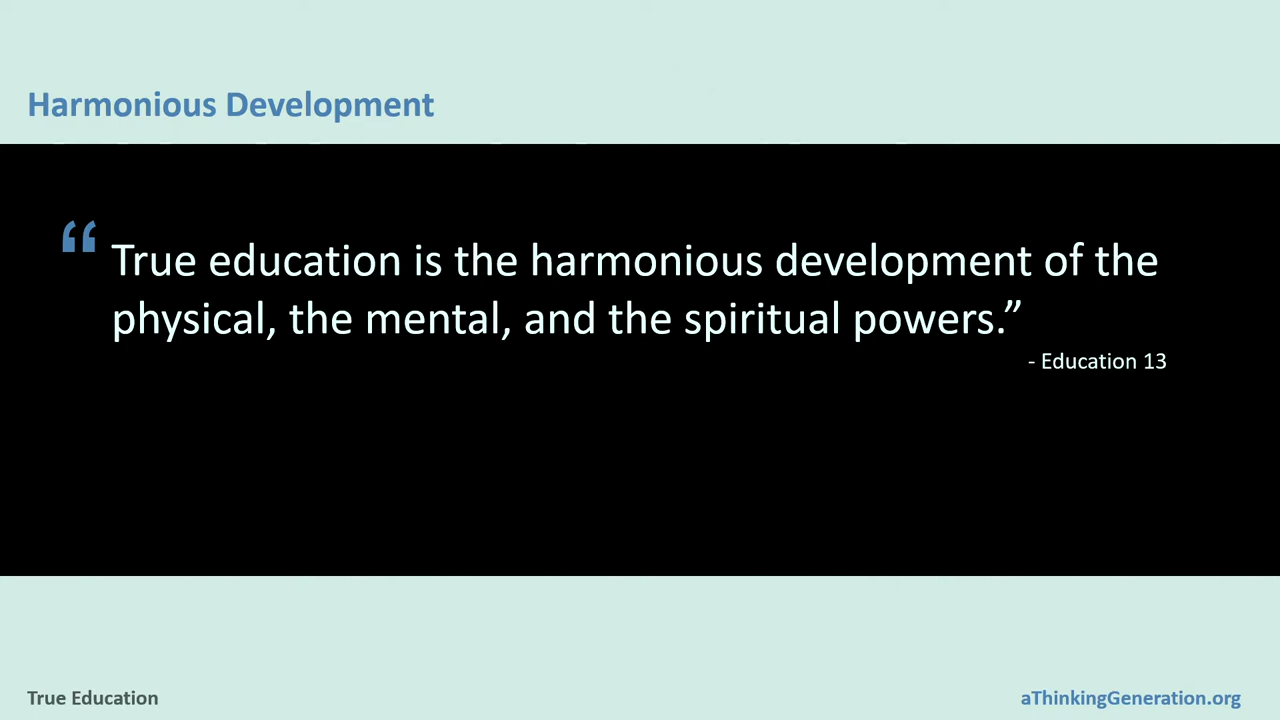 Harmonious Development
“ True education is the harmonious development of the
physical, the mental, and the spiritual powers.”
- Education 13
True Education
aThinkingGeneration.org